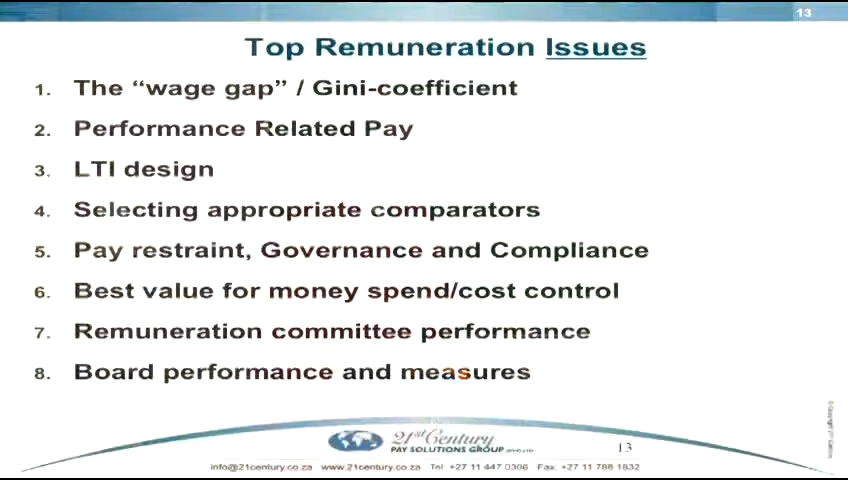 13
Top Remuneration Issues
1. The “wage gap” / Gini-coefficient
2. Performance Related Pay
3. LTI design
4. Selecting appropriate comparators
5. Pay restraint, Governance and Compliance
6. Best value for money spend/cost control
7. Remuneration committee performance
8. Board performance and measures
21st Century
PAY SOLUTIONS GROUP
13
info@21century.co.za www.21century.co.za Tel +27 11 447 0306 Fax: +27 11 788 1832